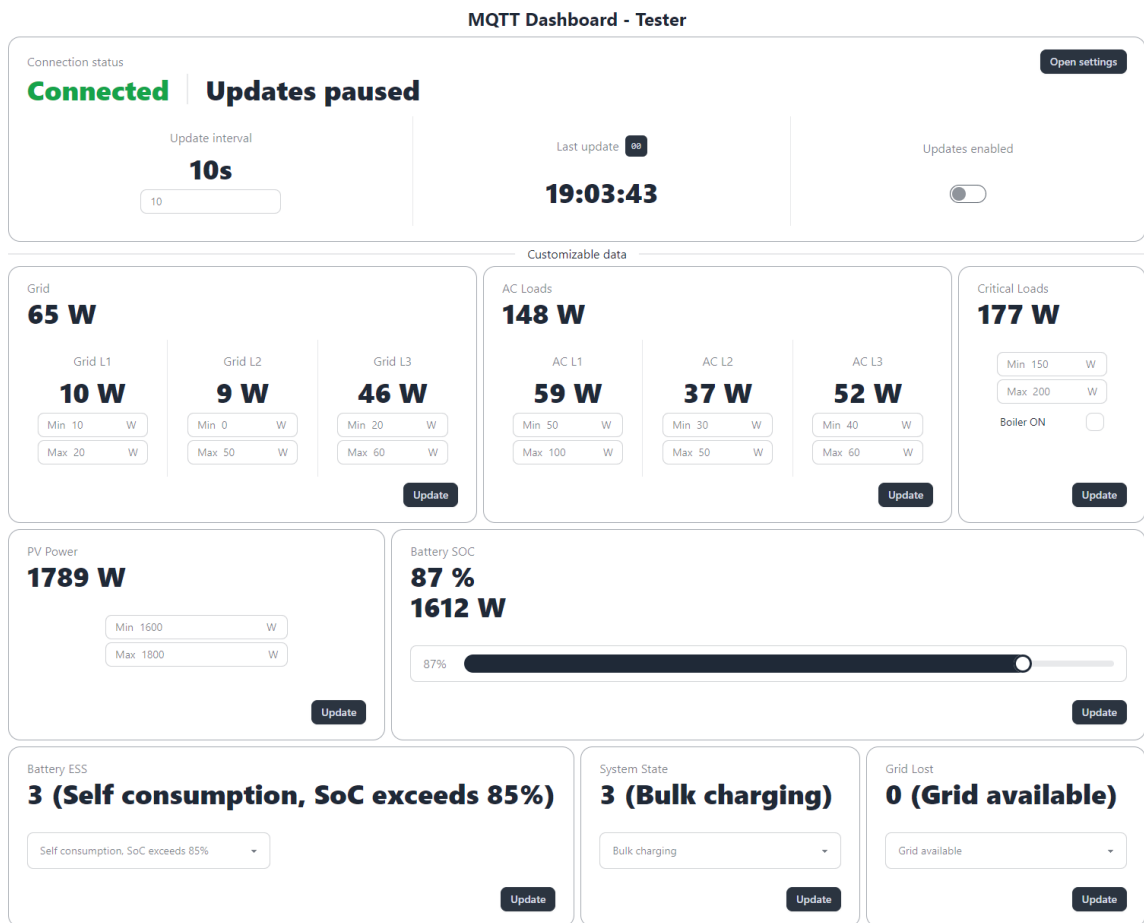 MQTT Dashboard - Tester
Connection status
Open settings
Connected
Updates paused
Update interval
10s
10
Last update 00
19:03:43
Updates enabled
Customizable data
Grid
65 W
Grid L1
10 W
Min 10 W
Max 20 W
Grid L2
9 W
Min 0 W
Max 50 W
Grid L3
46 W
Min 20 W
Max 60 W
Update
AC Loads
148 W
AC L1
59 W
Min 50 W
Max 100 W
AC L2
37 W
Min 30 W
Max 50 W
AC L3
52 W
Min 40 W
Max 60 W
Update
Critical Loads
177 W
Min 150 W
Max 200 W
Boiler ON
Update
PV Power
1789 W
Min 1600 W
Max 1800 W
Update
Battery SOC
87 %
1612 W
87%
Update
Battery ESS
3 (Self consumption, SoC exceeds 85%)
Self consumption, SoC exceeds 85%
Update
System State
3 (Bulk charging)
Bulk charging
Update
Grid Lost
0 (Grid available)
Grid available
Update